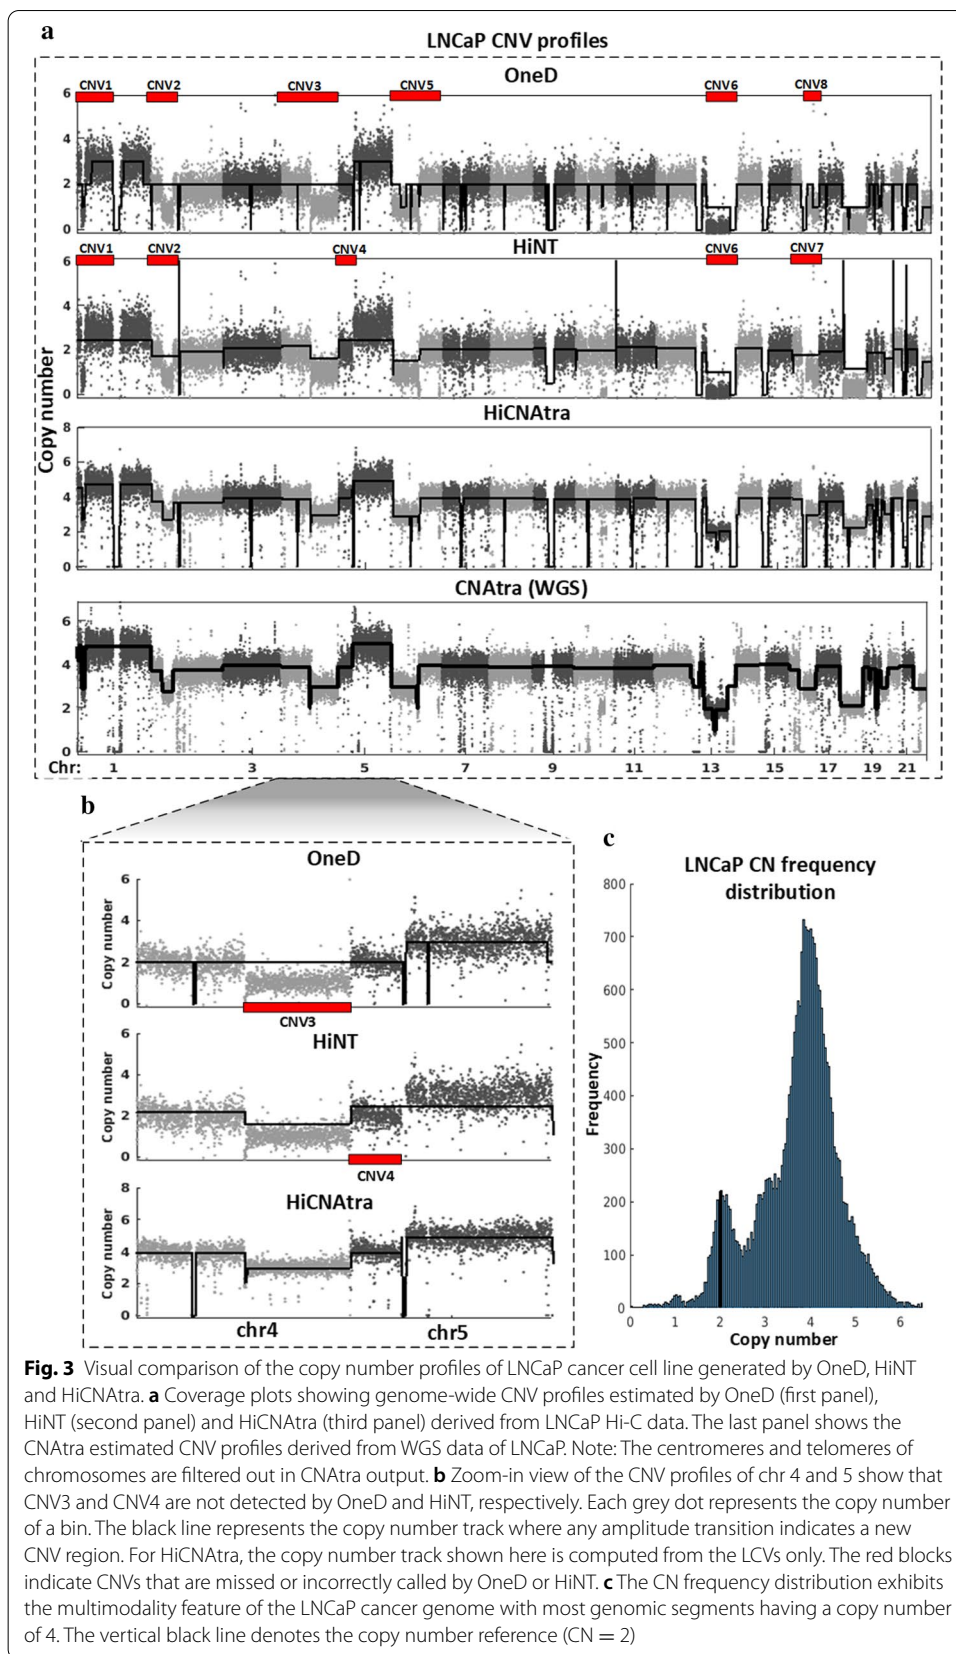 a
LNCaP CNV profiles
OneD
CNV1 CNV2 CNV3 CNV5 CNV6 CNV8
6
4
2
0
HiNT
CNV1 CNV2 CNV4 CNV6 CNV7
6
4
2
0
Copy number
HiCNAtra
8
6
4
2
0
CNAtra (WGS)
6
4
2
0
Chr: 1 3 5 7 9 11 13 15 17 19 21
b
OneD
Copy number
6
4
2
0
CNV3
HiNT
Copy number
6
4
2
0
CNV4
HiCNAtra
Copy number
8
6
4
2
0
chr4 chr5
c
LNCaP CN frequency
distribution
Frequency
800
700
600
500
400
300
200
100
0
0 1 2 3 4 5 6
Copy number
Fig. 3 Visual comparison of the copy number profiles of LNCaP cancer cell line generated by OneD, HiNT
and HiCNAtra. a Coverage plots showing genome-wide CNV profiles estimated by OneD (first panel),
HiNT (second panel) and HiCNAtra (third panel) derived from LNCaP Hi-C data. The last panel shows the
CNAtra estimated CNV profiles derived from WGS data of LNCaP. Note: The centromeres and telomeres of
chromosomes are filtered out in CNAtra output. b Zoom-in view of the CNV profiles of chr 4 and 5 show that
CNV3 and CNV4 are not detected by OneD and HiNT, respectively. Each grey dot represents the copy number
of a bin. The black line represents the copy number track where any amplitude transition indicates a new
CNV region. For HiCNAtra, the copy number track shown here is computed from the LCVs only. The red blocks
indicate CNVs that are missed or incorrectly called by OneD or HiNT. c The CN frequency distribution exhibits
the multimodality feature of the LNCaP cancer genome with most genomic segments having a copy number
of 4. The vertical black line denotes the copy number reference (CN = 2)